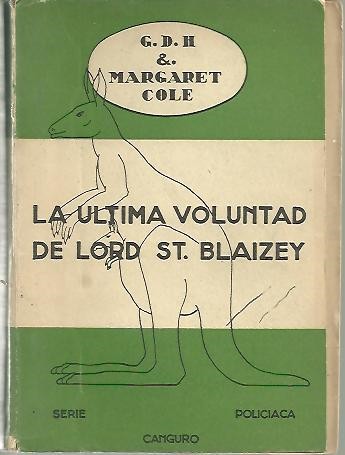 G. D. H
&.
MARGARET
COLE
LA ULTIMA VOLUNTAD
DE LORD ST. BLAIZEY
SERIE POLICIACA
CANGURO